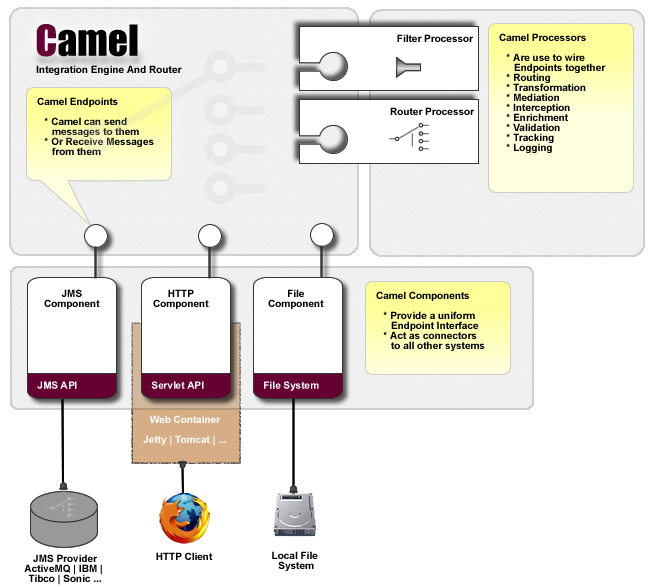 Camel
Integration Engine And Router
Camel Endpoints
* Camel can send
messages to them
* Or Receive Messages
from them
Filter Processor
Router Processor
Camel Processors
* Are use to wire
Endpoints together
* Routing
* Transformation
* Mediation
* Interception
* Enrichment
* Validation
* Tracking
* Logging
JMS
Component
JMS API
HTTP
Component
Servlet API
File
Component
File System
Camel Components
* Provide a uniform
Endpoint Interface
* Act as connectors
to all other systems
Web Container
Jetty | Tomcat | ...
JMS Provider
ActiveMQ | IBM |
Tibco | Sonic ...
HTTP Client
Local File
System